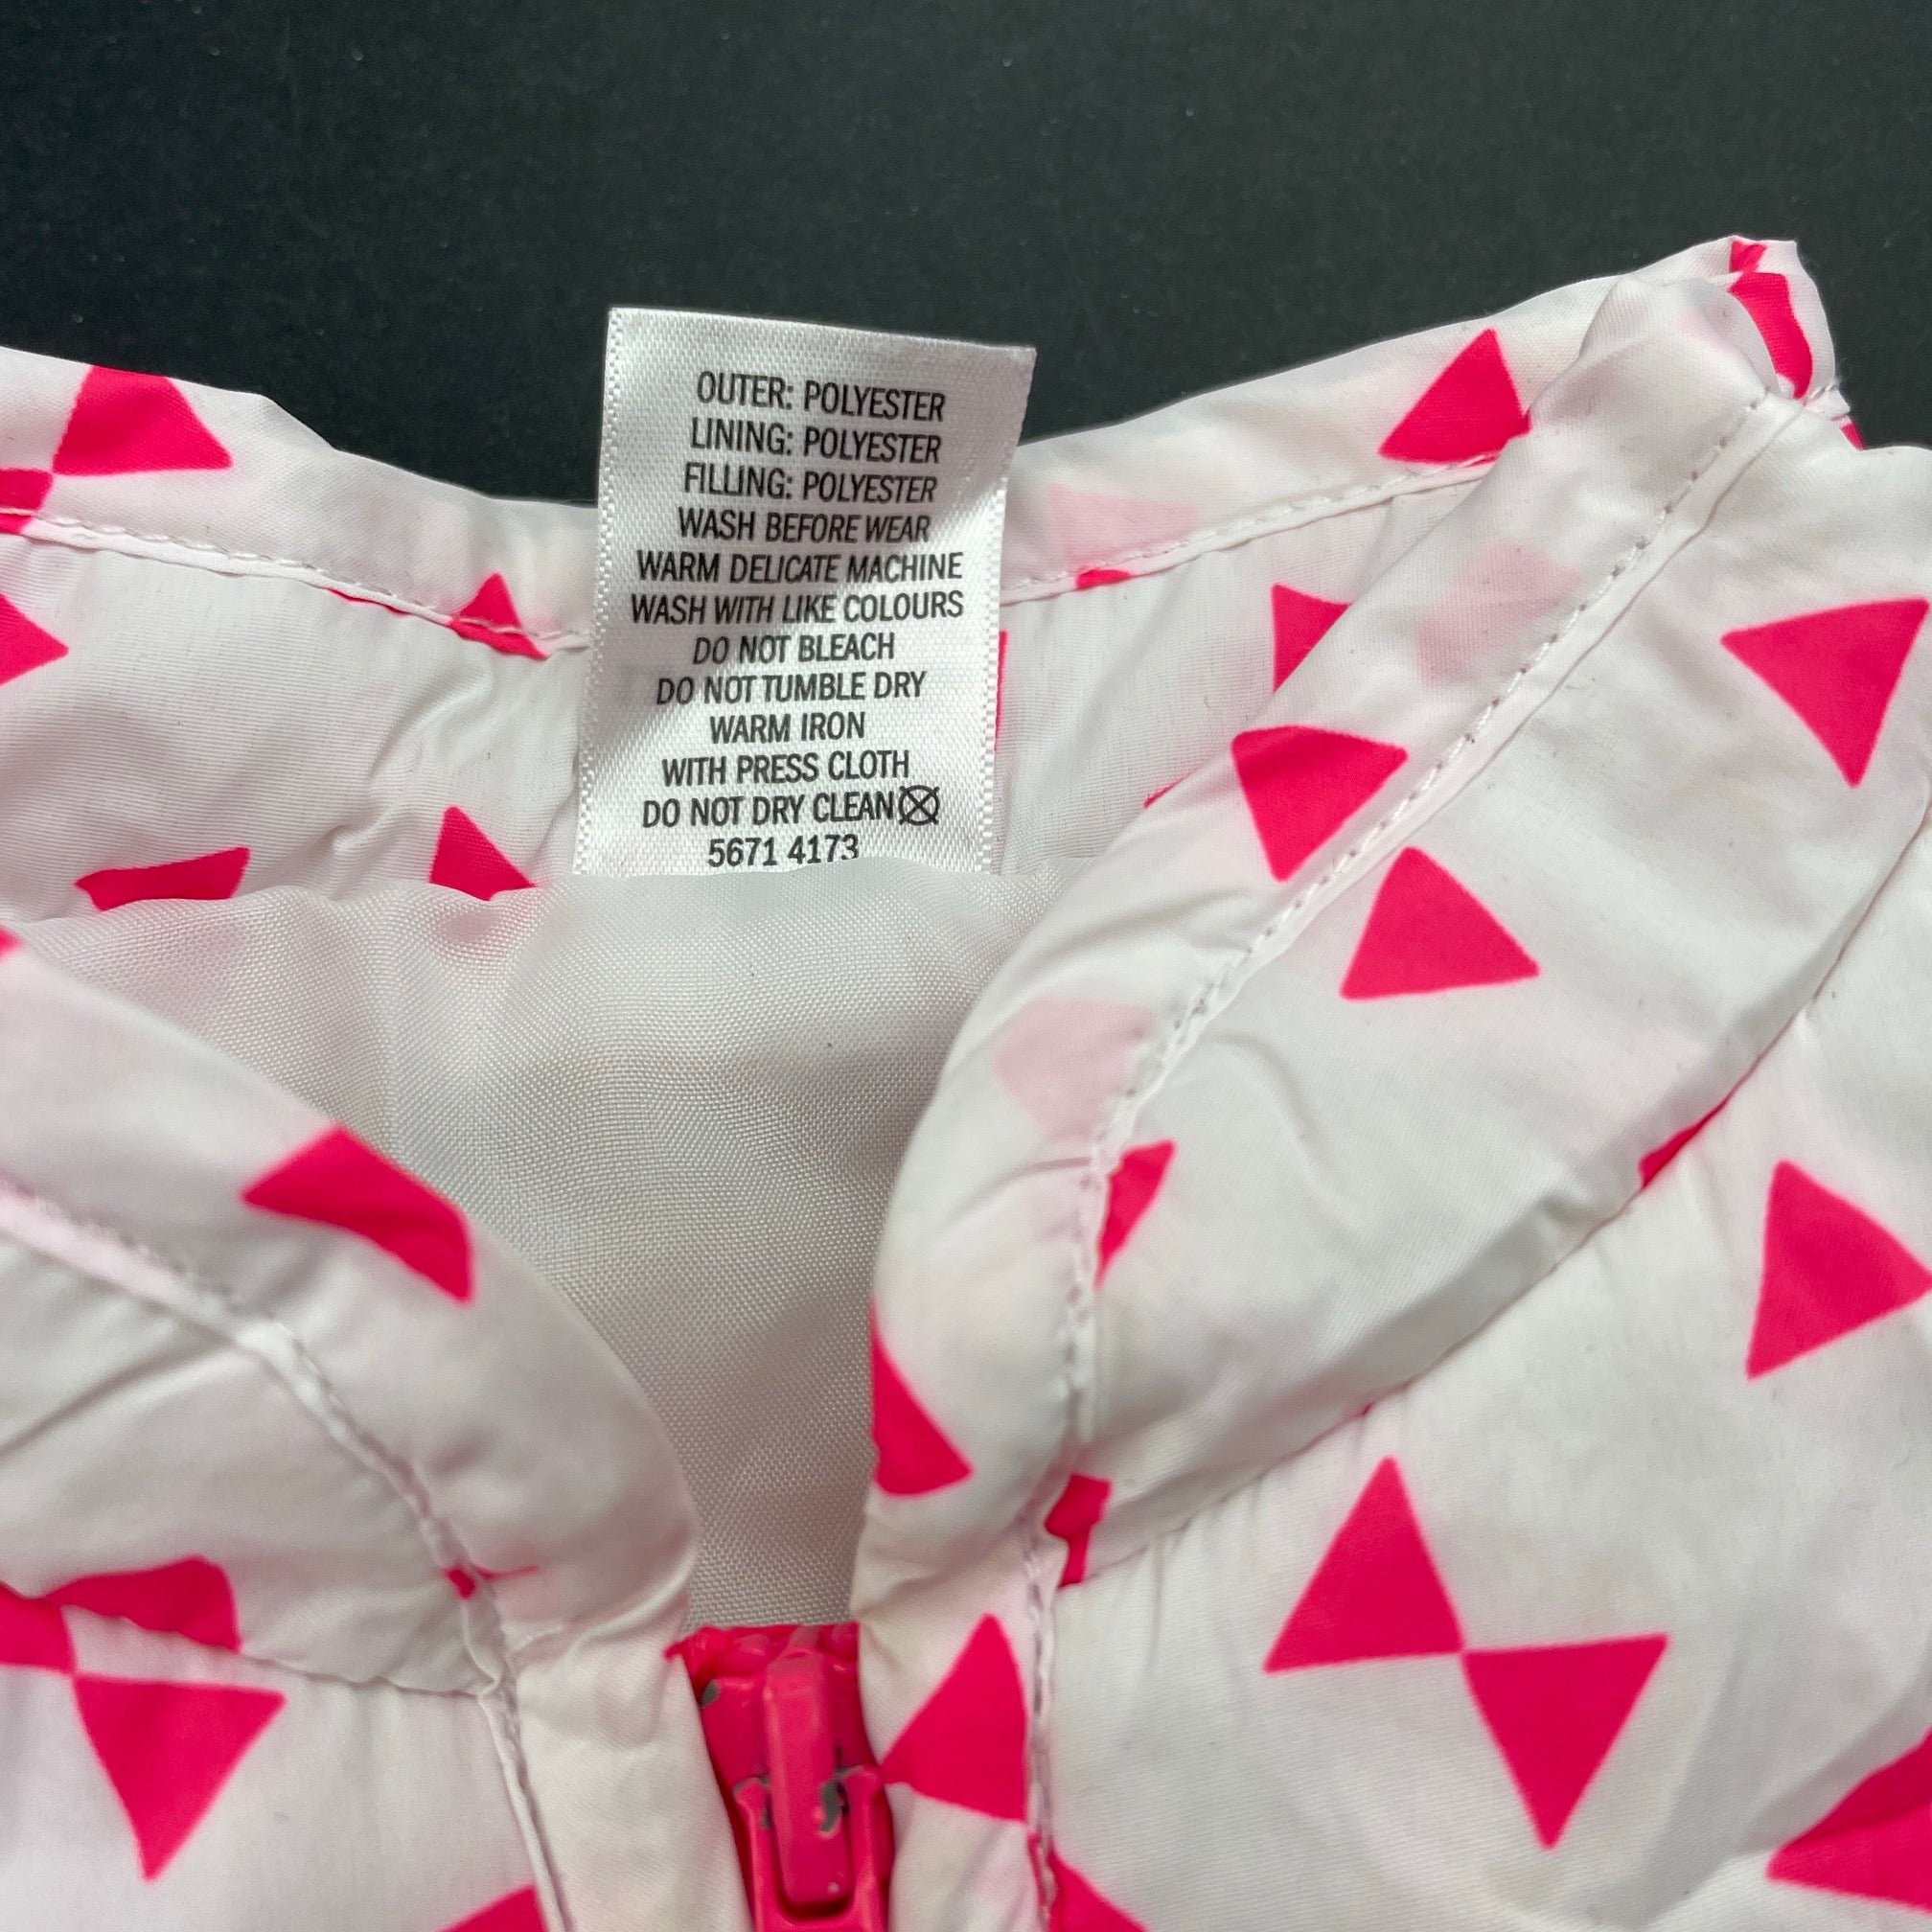 OUTER: POLYESTER
LINING: POLYESTER
FILLING: POLYESTER
WASH BEFORE WEAR
WARM DELICATE MACHINE
WASH WITH LIKE COLOURS
DO NOT BLEACH
DO NOT TUMBLE DRY
WARM IRON
WITH PRESS CLOTH
DO NOT DRY CLEAN
5671 4173